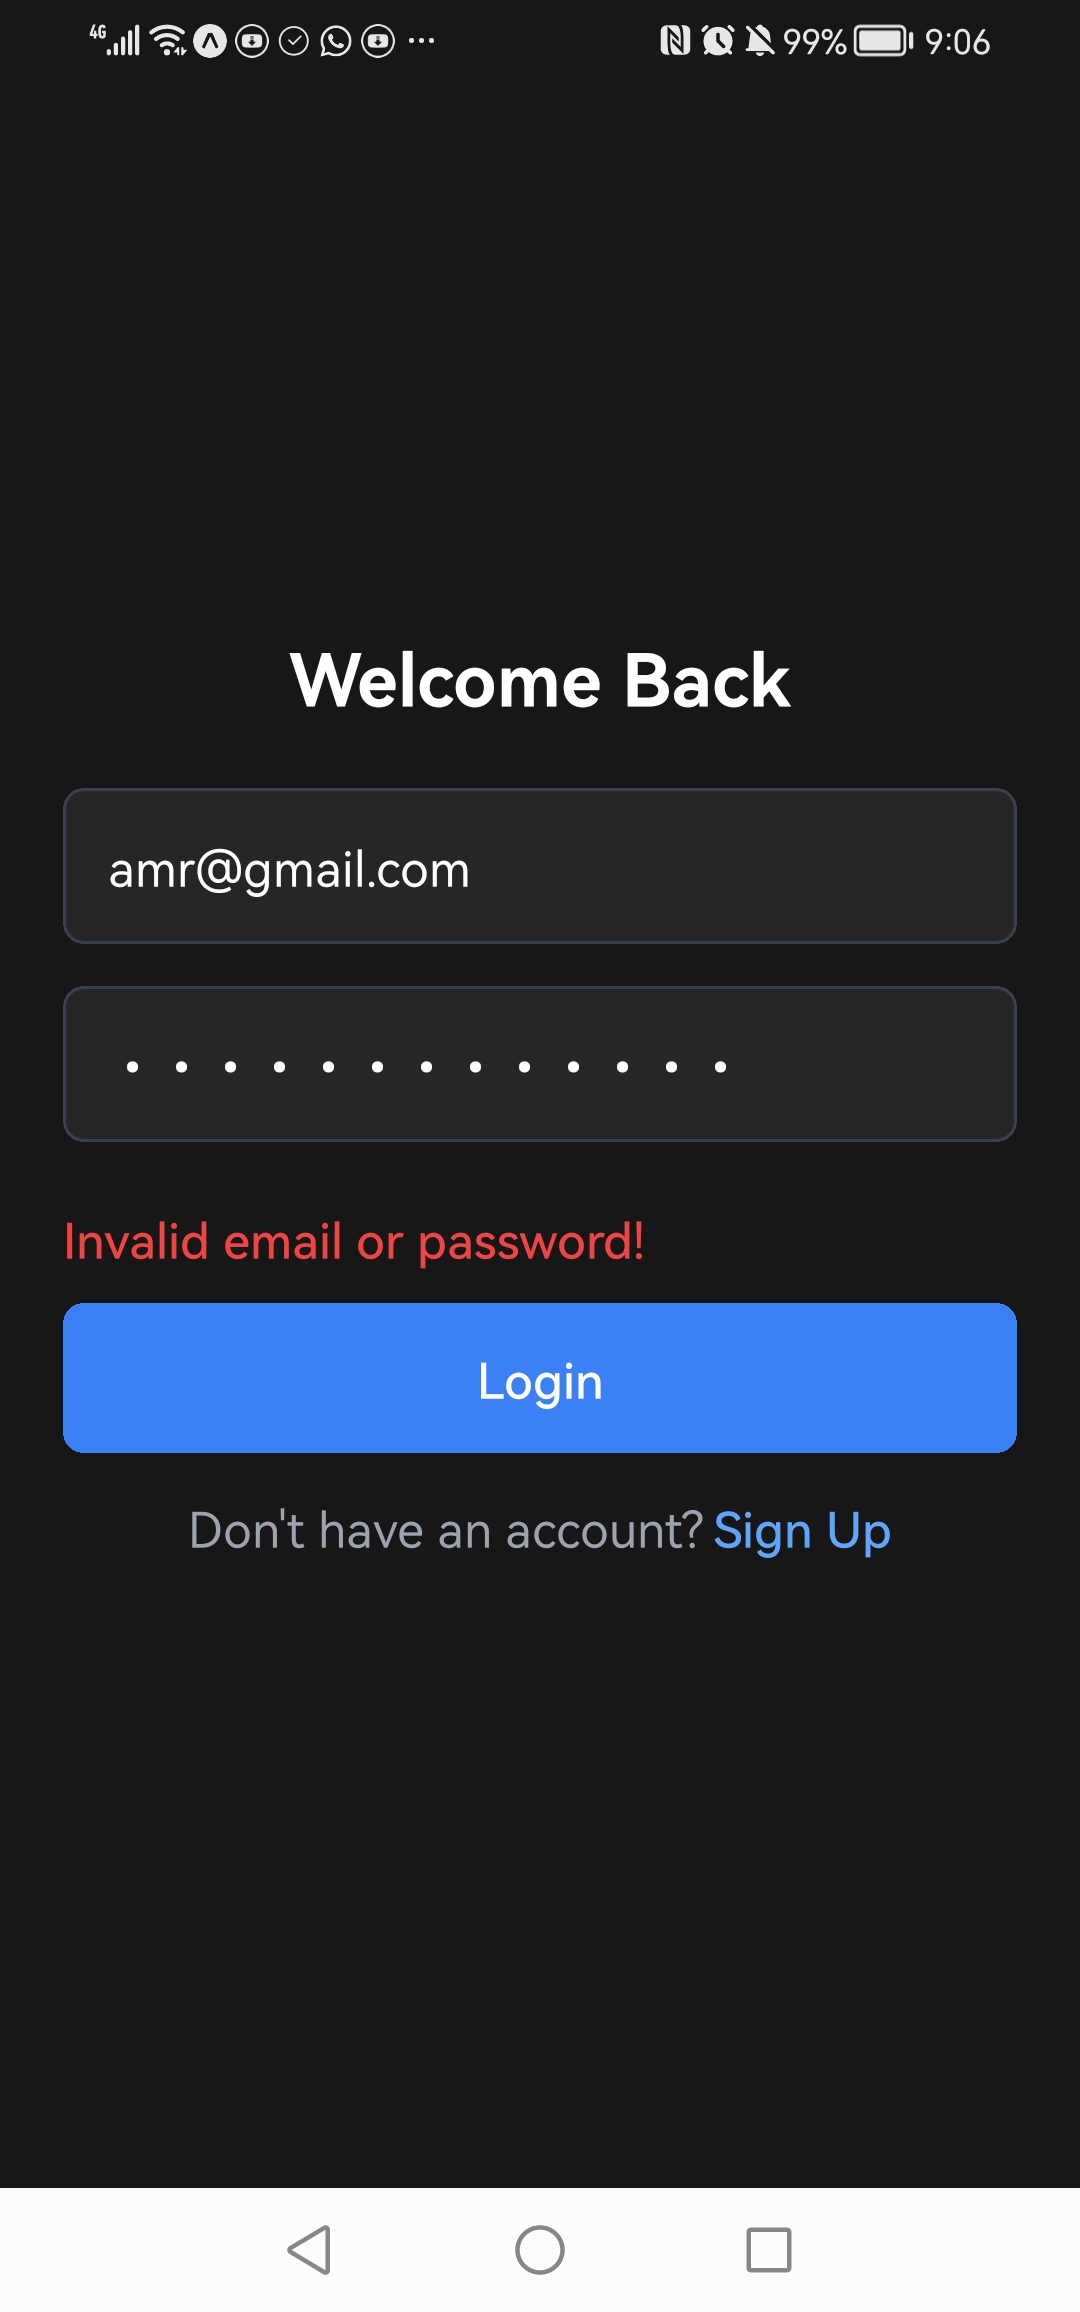 4G 99% 9:06
Welcome Back
amr@gmail.com
•••••••••••••
Invalid email or password!
Login
Don't have an account? Sign Up